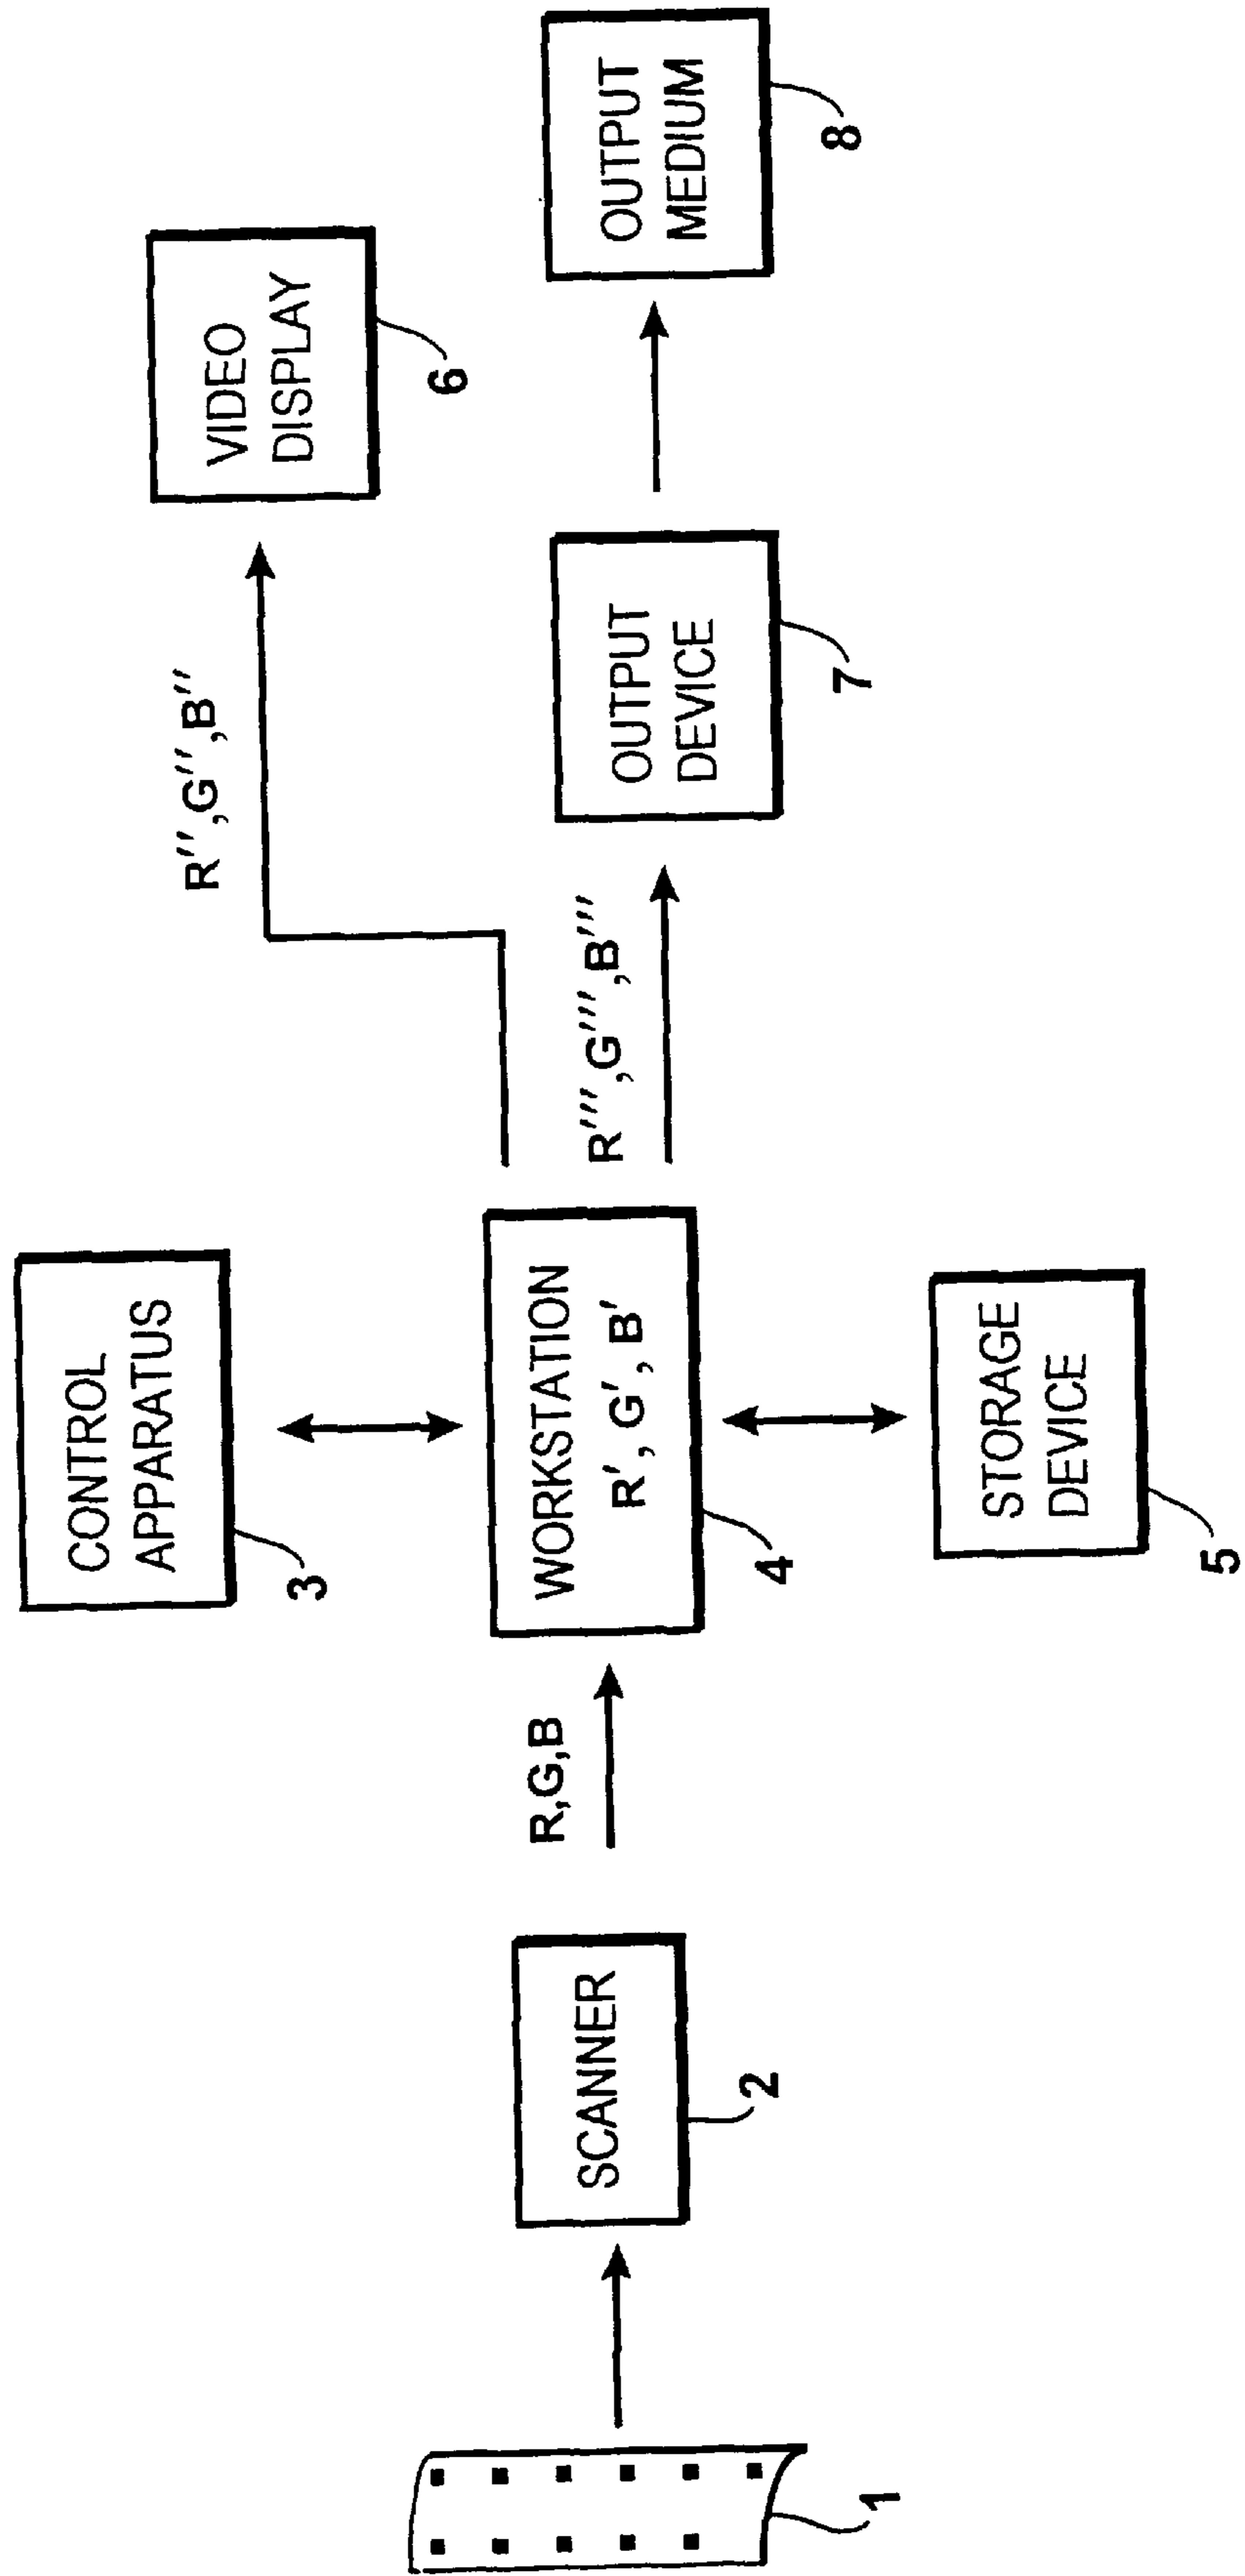 CONTROL
APPARATUS
3
VIDEO
DISPLAY
6
R'',G'',B''
1
SCANNER
2
R,G,B
WORKSTATION
R', G', B'
4
R''',G''',B'''
OUTPUT
DEVICE
7
OUTPUT
MEDIUM
8
STORAGE
DEVICE
5